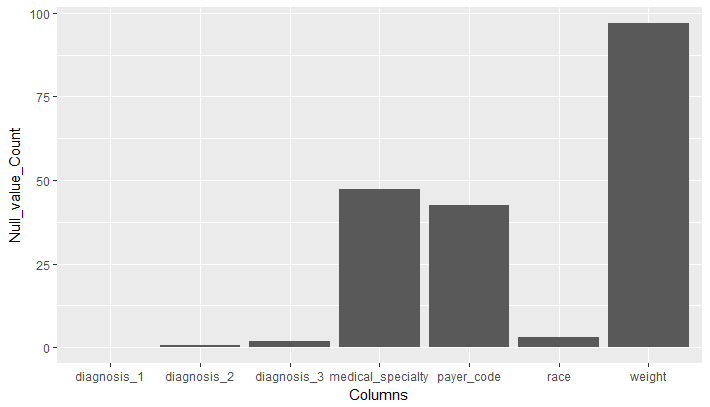 100
75
50
25
0
Null_value_Count
diagnosis_1 diagnosis_2 diagnosis_3 medical_specialty payer_code race weight
Columns